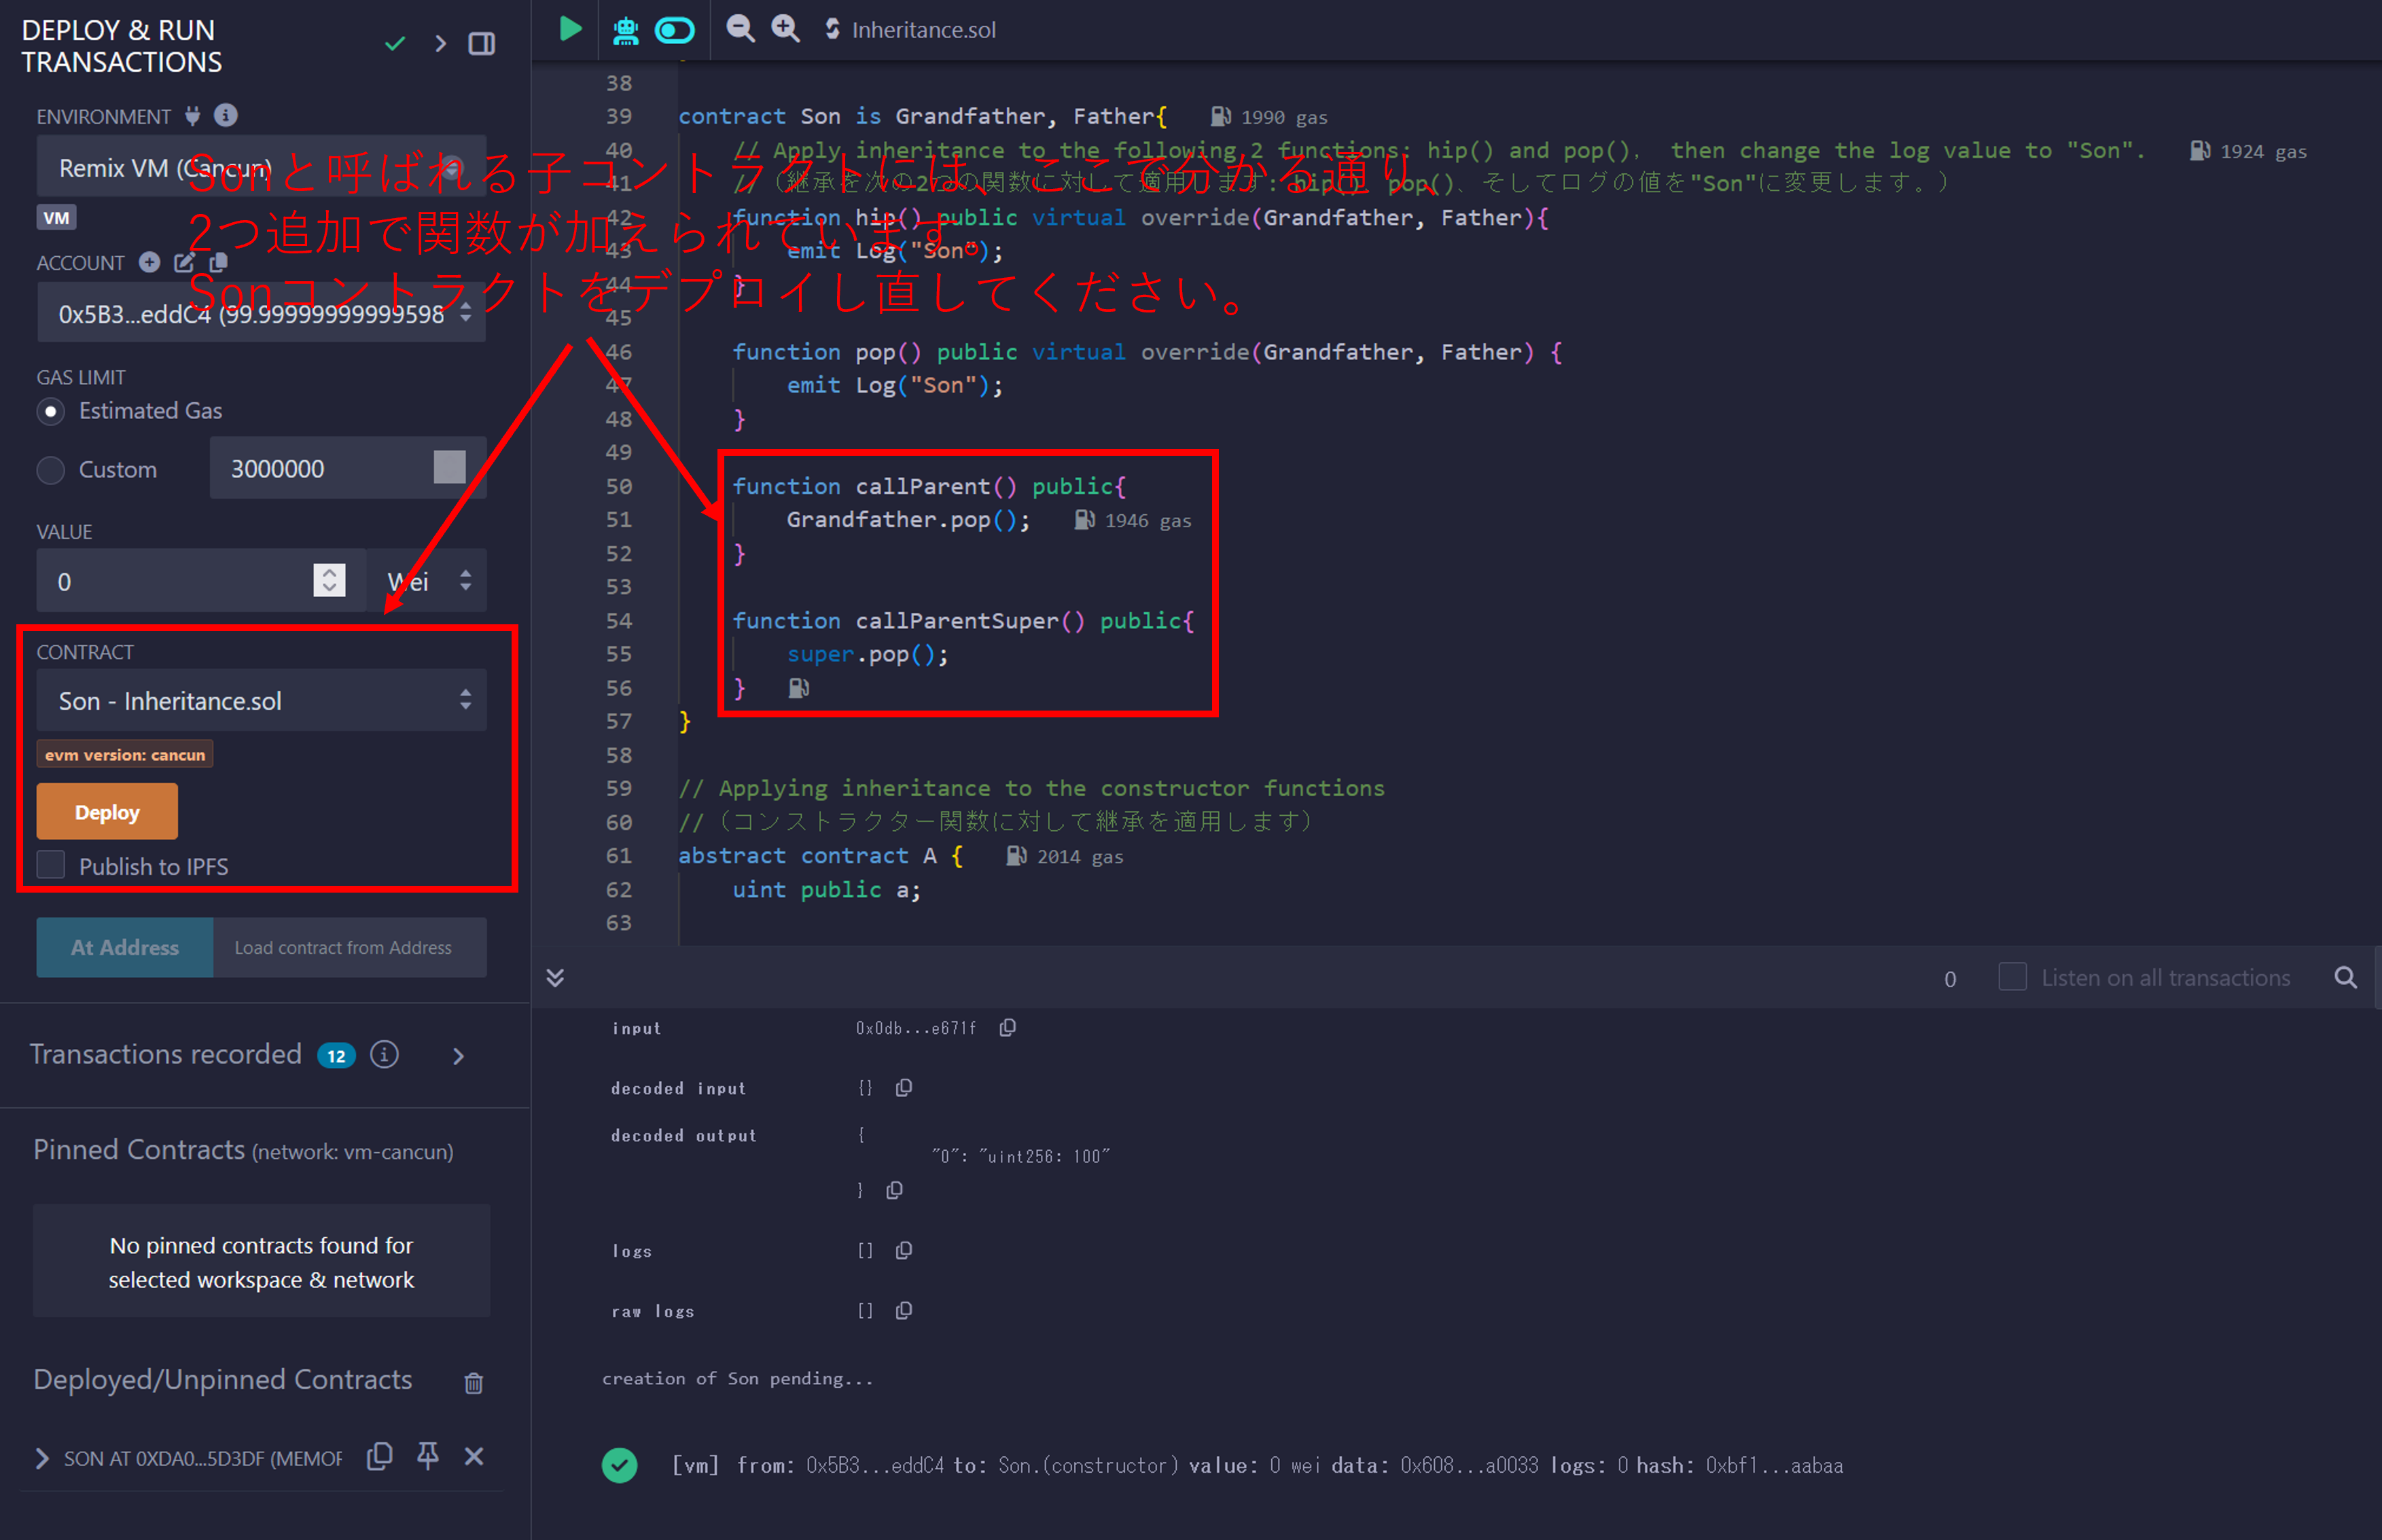 DEPLOY & RUN
TRANSACTIONS
ENVIRONMENT
Remix VM (Cancun)
VM
ACCOUNT
0x5B3...eddC4 (99.99999999999598
GAS LIMIT
Estimated Gas
Custom
3000000
VALUE
0
Wei
CONTRACT
Son - Inheritance.sol
evm version: cancun
Deploy
Publish to IPFS
At Address
Load contract from Address
Transactions recorded 12
Pinned Contracts (network: vm-cancun)
No pinned contracts found for
selected workspace & network
Deployed/Unpinned Contracts
SON AT 0XDA0...5D3DF (MEMOR
Sonと呼ばれる子コントラクトには、ここで分かる通り、
2つ追加で関数が加えられています。
Sonコントラクトをデプロイし直してください。
Inheritance.sol
38
39 contract Son is Grandfather, Father{ 1990 gas
40 // Apply inheritance to the following 2 functions: hip() and pop(), then change the log value to "Son". 1924 gas
41 // (継承を次の2つの関数に対して適用します: hip()、pop()、そしてログの値を"Son"に変更します。)
42 function hip() public virtual override(Grandfather, Father){
43 emit Log("Son");
44 }
45
46 function pop() public virtual override(Grandfather, Father) {
47 emit Log("Son");
48 }
49
50 function callParent() public{
51 Grandfather.pop(); 1946 gas
52 }
53
54 function callParentSuper() public{
55 super.pop();
56 }
57 }
58
59 // Applying inheritance to the constructor functions
60 // (コンストラクター関数に対して継承を適用します)
61 abstract contract A { 2014 gas
62 uint public a;
63
0
Listen on all transactions
input 0x0db...e671f
decoded input {}
decoded output {
"0": "uint256: 100"
}
logs []
raw logs []
creation of Son pending...
[vm] from: 0x5B3...eddC4 to: Son.(constructor) value: 0 wei data: 0x608...a0033 logs: 0 hash: 0xbf1...aabaa